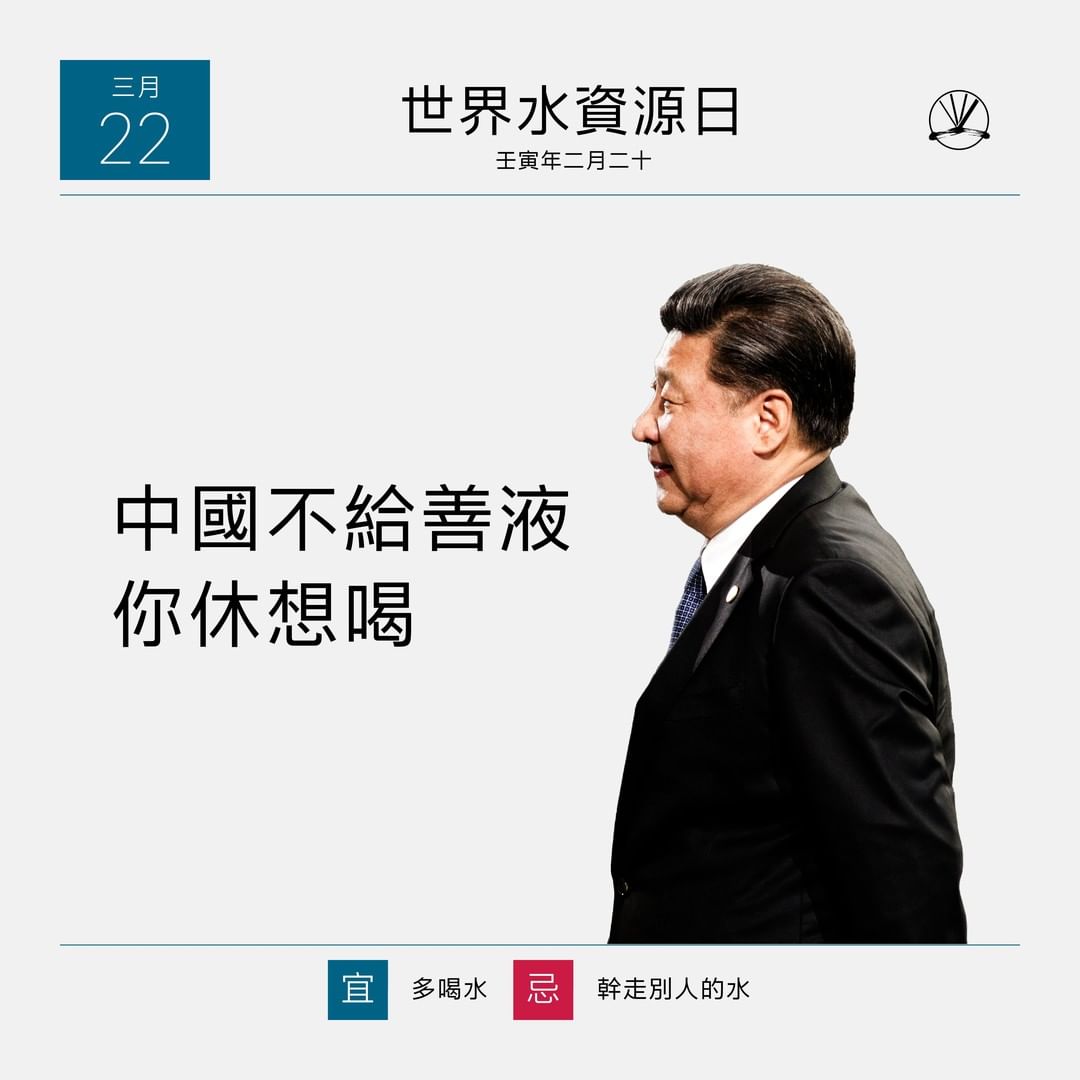 三月
22
世界水資源日
壬寅年二月二十
中國不給善液
你休想喝
宜 多喝水 忌 幹走別人的水